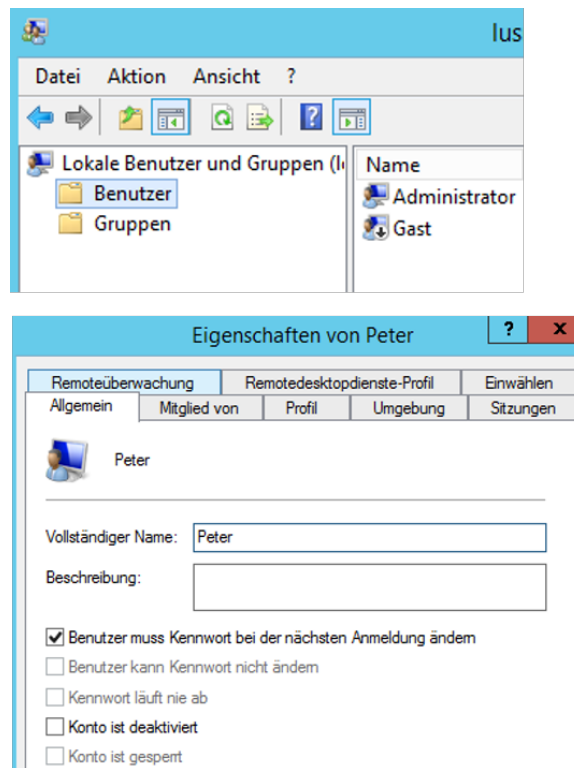 lus
Datei Aktion Ansicht ?
?
Lokale Benutzer und Gruppen (l
Benutzer
Gruppen
Name
Administrator
Gast
Eigenschaften von Peter
? x
Remoteüberwachung Remotedesktopdienste-Profil Einwählen
Allgemein Mitglied von Profil Umgebung Sitzungen
Peter
Vollständiger Name: Peter
Beschreibung:
Benutzer muss Kennwort bei der nächsten Anmeldung ändern
Benutzer kann Kennwort nicht ändern
Kennwort läuft nie ab
Konto ist deaktiviert
Konto ist gesperrt